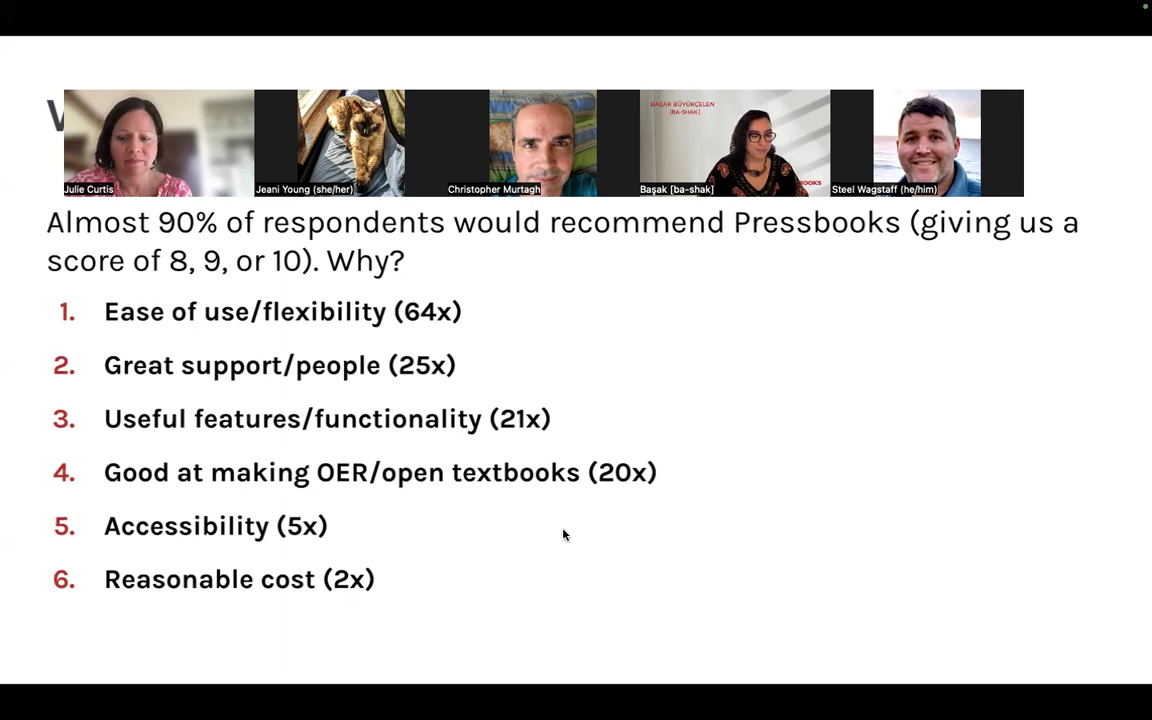 BAŞAK BÜYÜKÇELEN
[BA-SHAK]
Julie Curtis
Jeani Young (she/her)
Christopher Murtagh
Başak [ba-shak]
OOKS
Steel Wagstaff (he/him)
Almost 90% of respondents would recommend Pressbooks (giving us a
score of 8, 9, or 10). Why?
1. Ease of use/flexibility (64x)
2. Great support/people (25x)
3. Useful features/functionality (21x)
4. Good at making OER/open textbooks (20x)
5. Accessibility (5x)
6. Reasonable cost (2x)